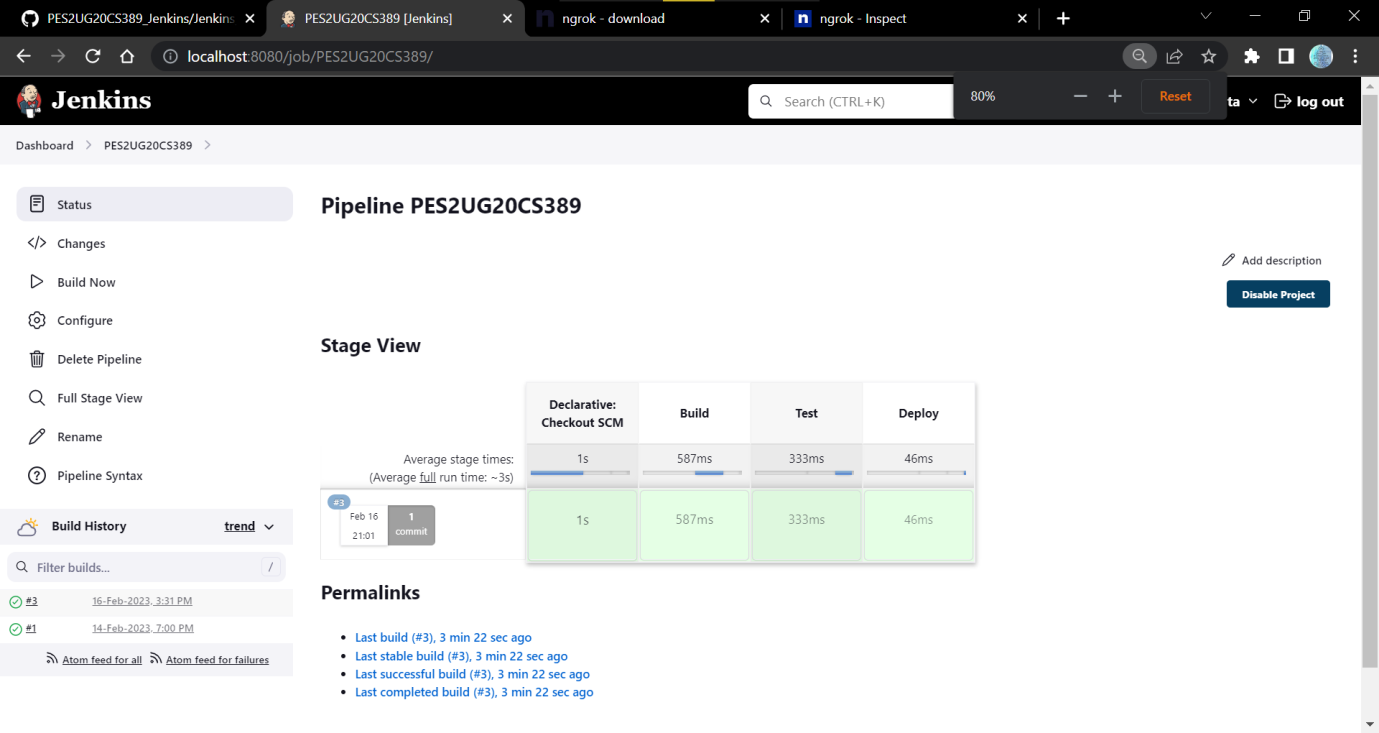 PES2UG20CS389_Jenkins/Jenkins
PES2UG20CS389 [Jenkins]
ngrok - download
ngrok - Inspect
localhost:8080/job/PES2UG20CS389/
Jenkins
Search (CTRL+K)
80%
Reset
ta
log out
Dashboard
PES2UG20CS389
Status
Changes
Build Now
Configure
Delete Pipeline
Full Stage View
Rename
Pipeline Syntax
Build History
trend
Filter builds...
/
#3 16-Feb-2023, 3:31 PM
#1 14-Feb-2023, 7:00 PM
Atom feed for all Atom feed for failures
Pipeline PES2UG20CS389
Add description
Disable Project
Stage View
Declarative:
Checkout SCM
Build
Test
Deploy
Average stage times:
(Average full run time: ~3s)
1s
587ms
333ms
46ms
#3
Feb 16
21:01
1
commit
1s
587ms
333ms
46ms
Permalinks
Last build (#3), 3 min 22 sec ago
Last stable build (#3), 3 min 22 sec ago
Last successful build (#3), 3 min 22 sec ago
Last completed build (#3), 3 min 22 sec ago